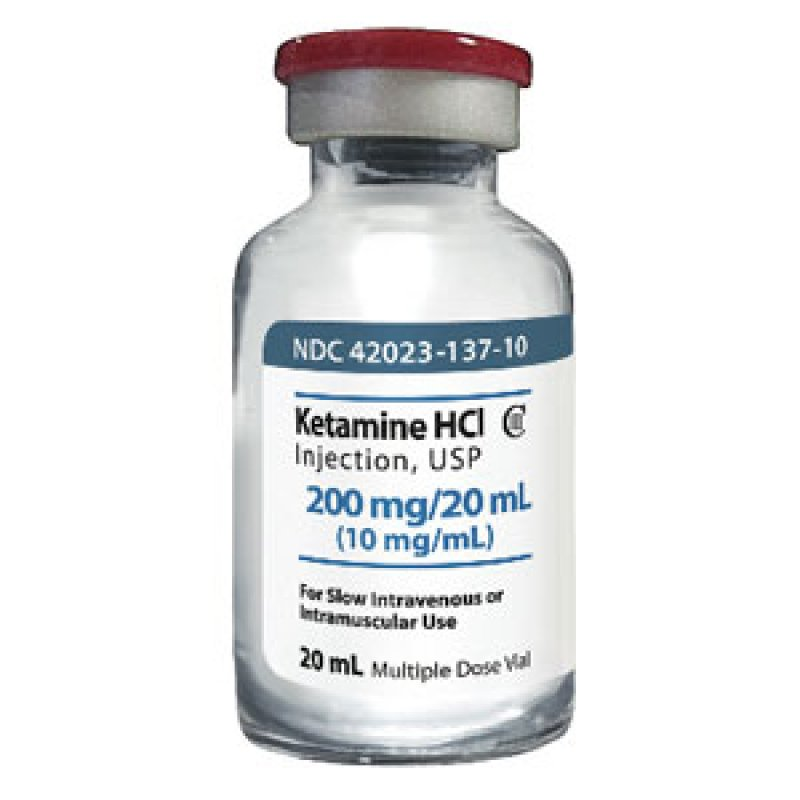 NDC 42023-137-10
Ketamine HCl CIII
Injection, USP
200 mg/20 mL
(10 mg/mL)
For Slow Intravenous or
Intramuscular Use
20 mL Multiple Dose Vial